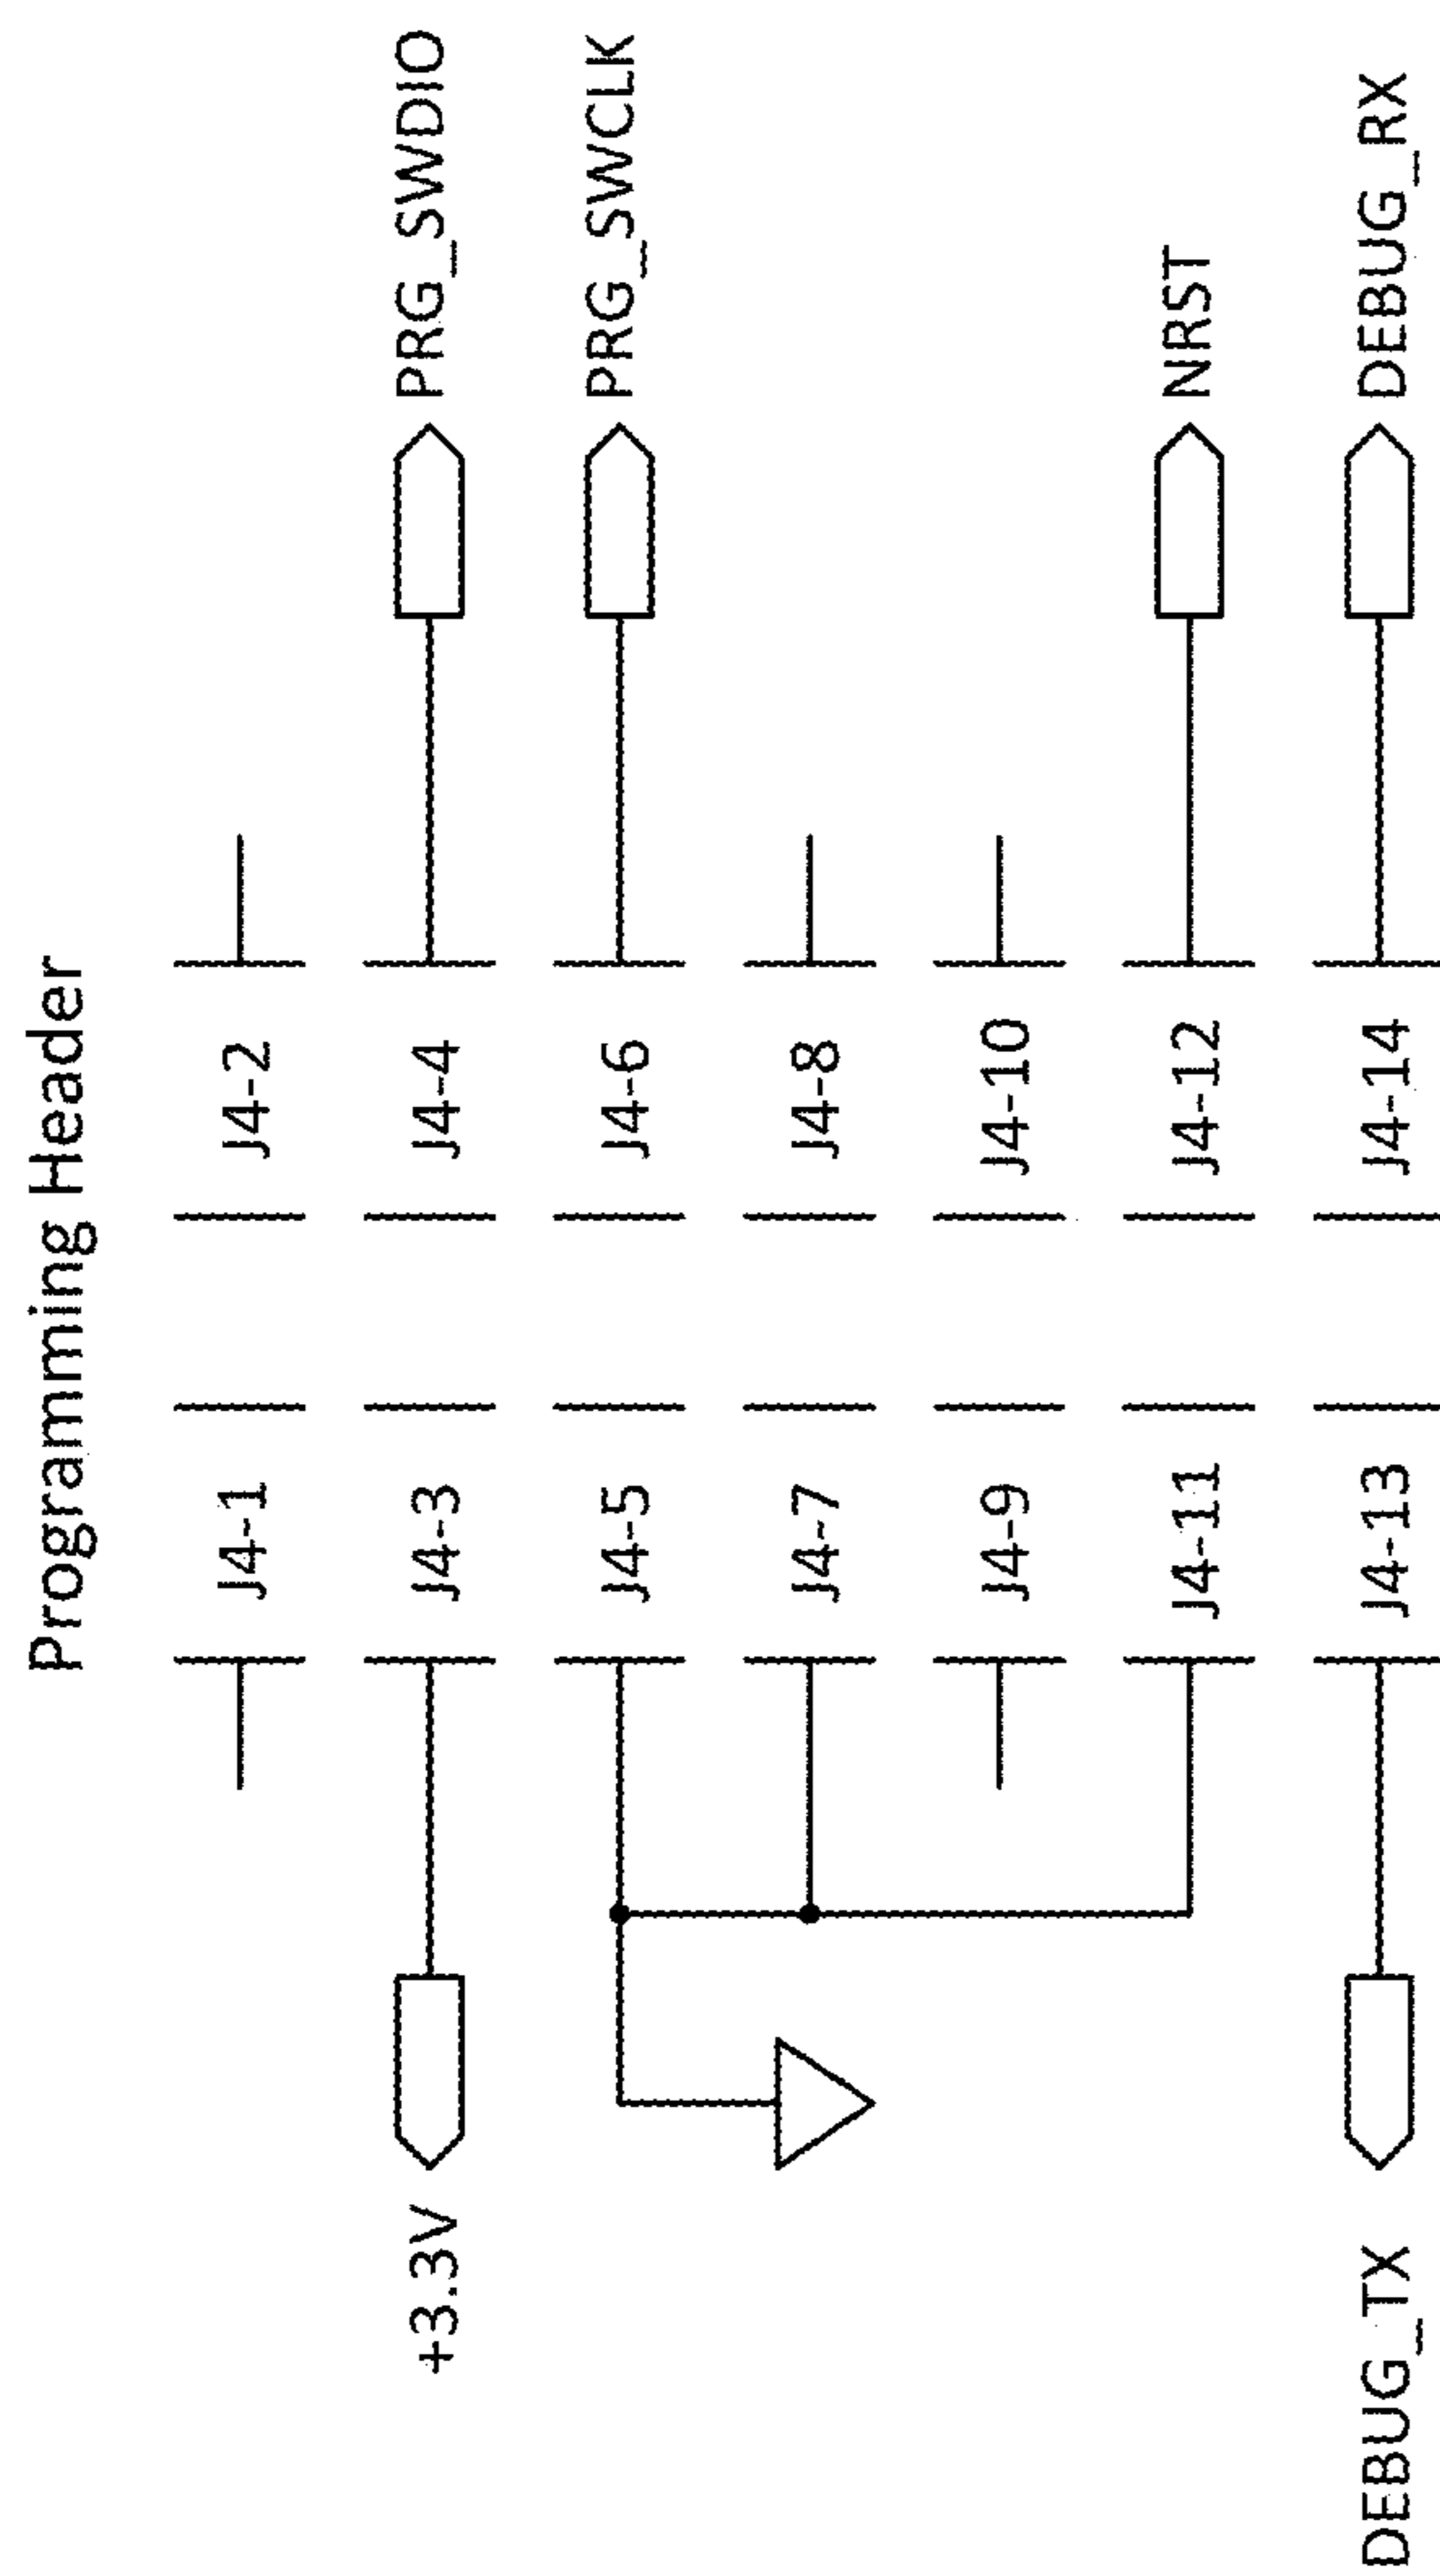 Programming Header
J4-1 J4-2
+3.3V J4-3 J4-4 PRG_SWDIO
J4-5 J4-6 PRG_SWCLK
J4-7 J4-8
J4-9 J4-10
J4-11 J4-12 NRST
DEBUG_TX J4-13 J4-14 DEBUG_RX